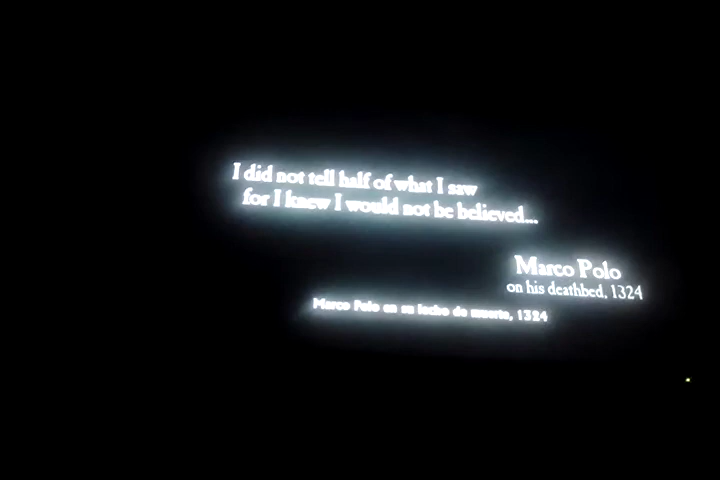 I did not tell half of what I saw
for I knew I would not be believed...
Marco Polo
on his deathbed, 1324
Marco Polo en su lecho de muerte, 1324